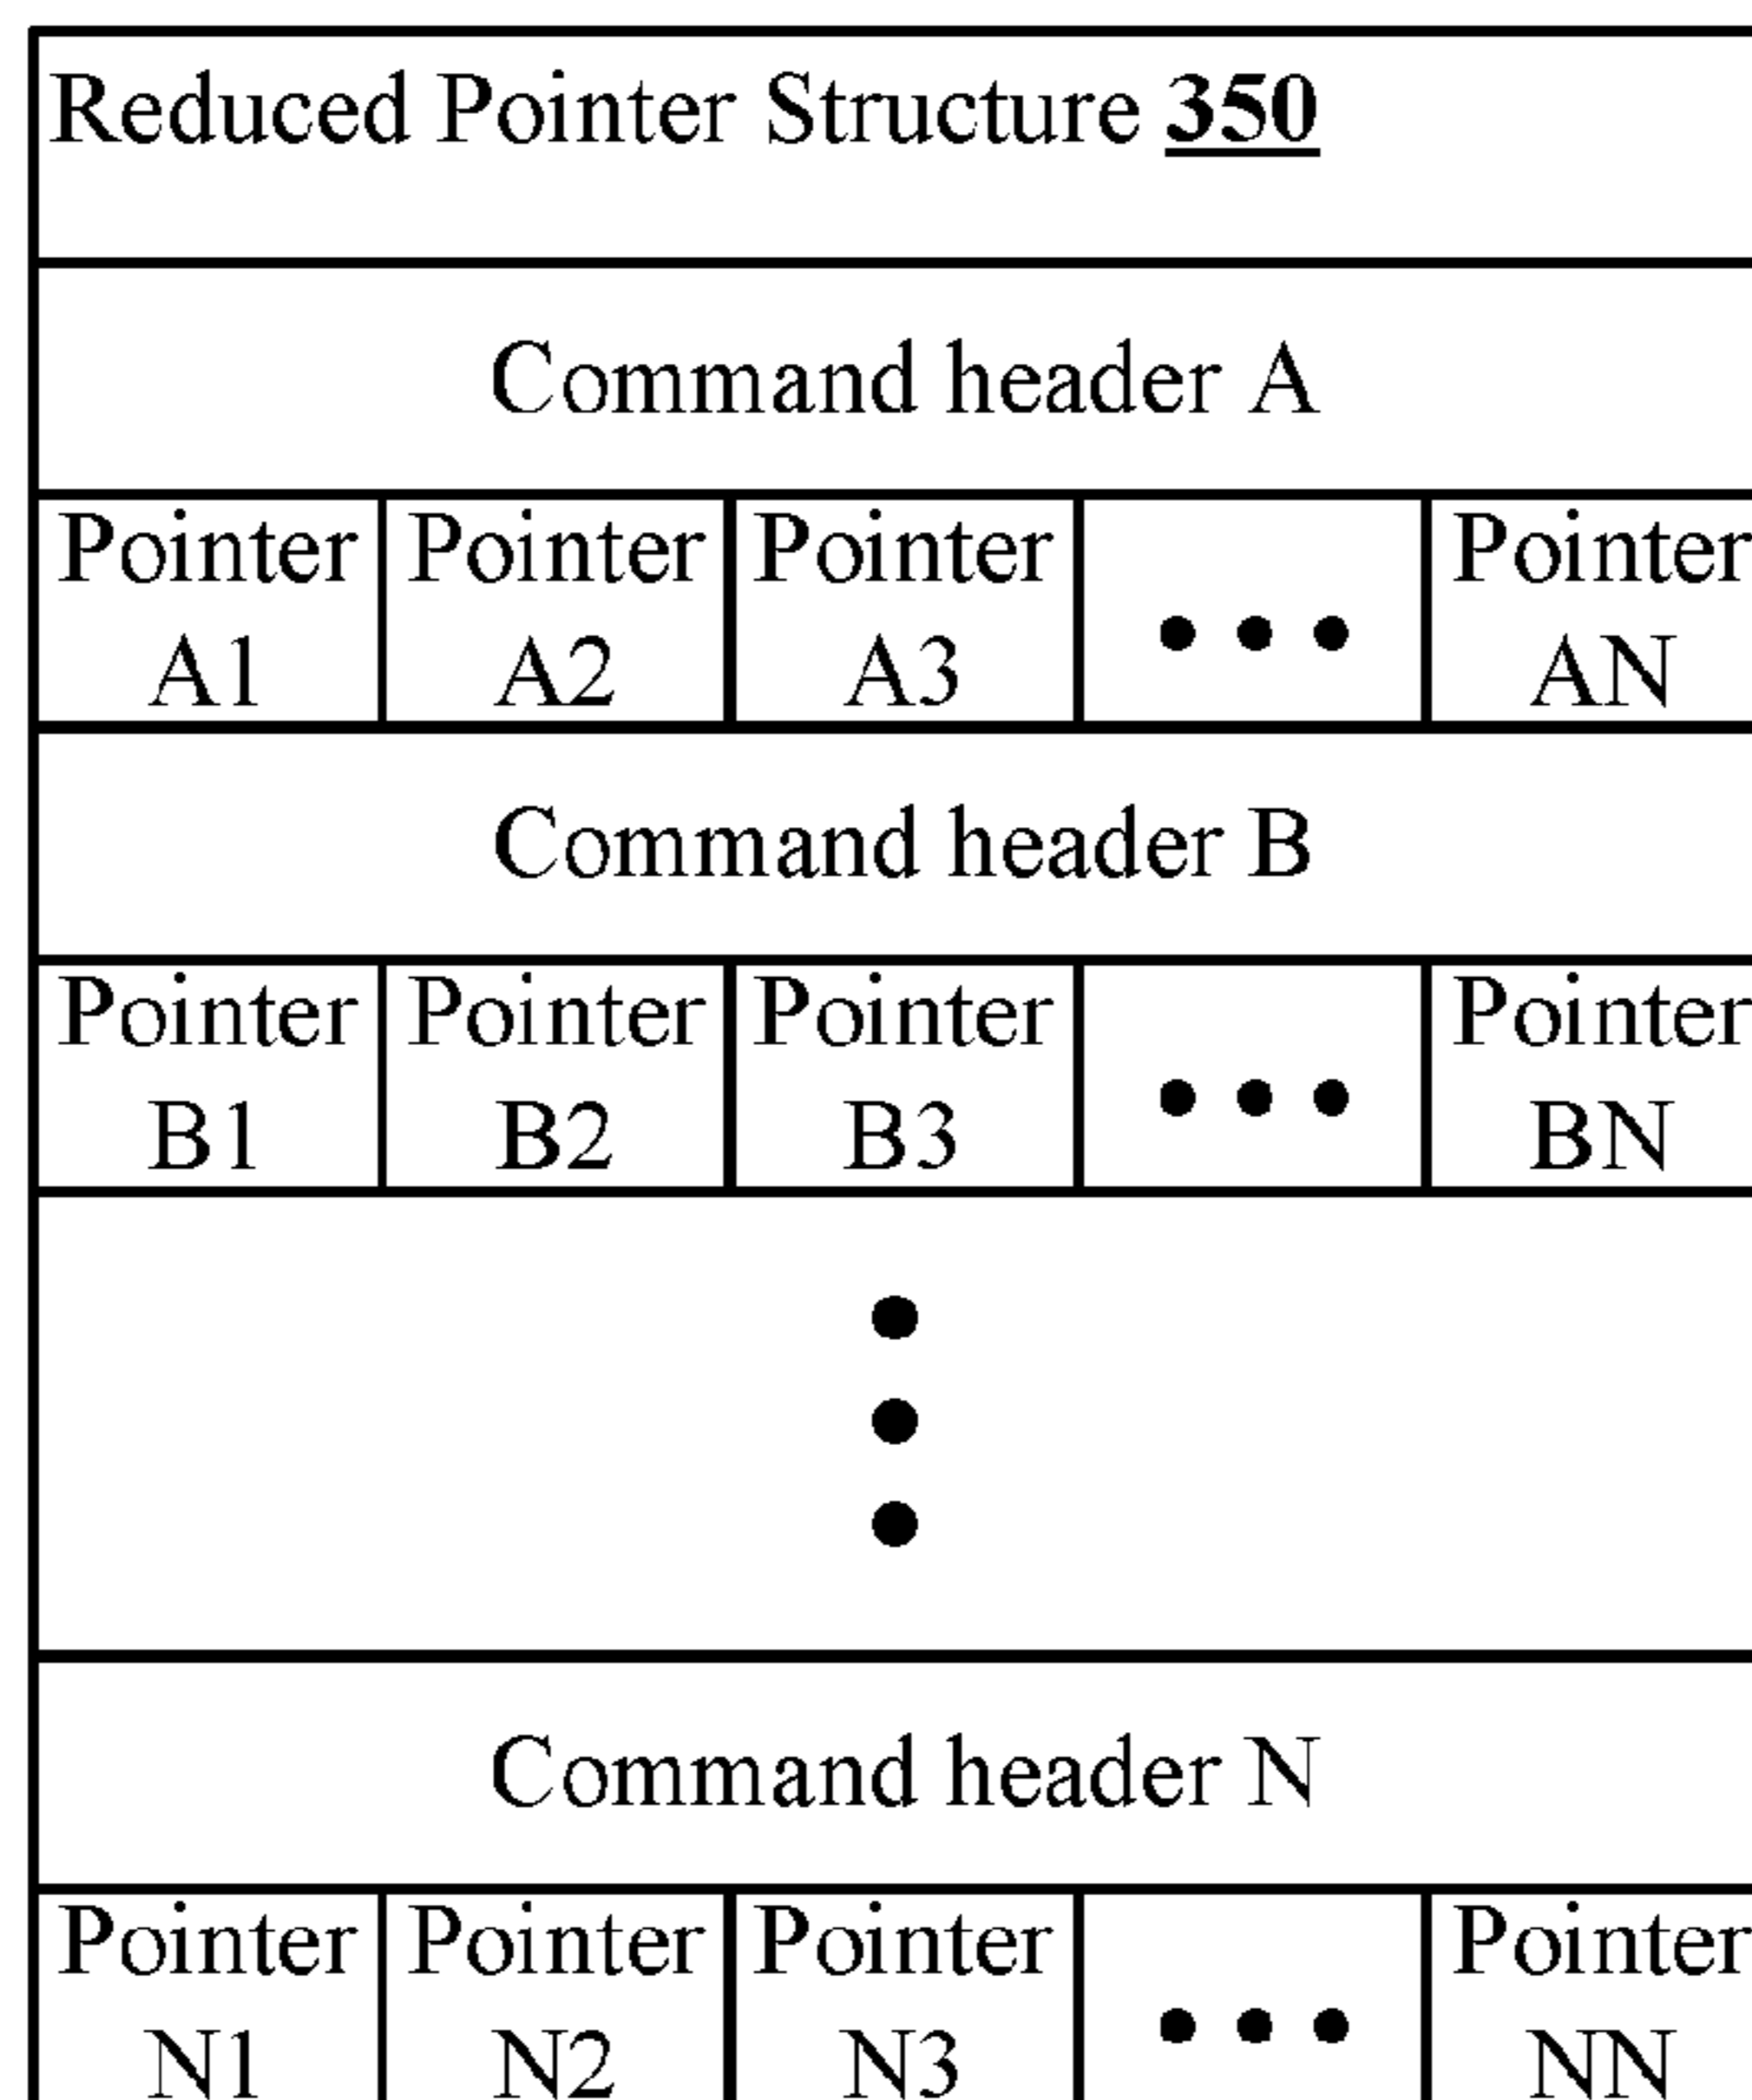 Reduced Pointer Structure 350
Command header A
Pointer Pointer Pointer Pointer
A1 A2 A3 ● ● ● AN
Command header B
Pointer Pointer Pointer Pointer
B1 B2 B3 ● ● ● BN
Command header N
Pointer Pointer Pointer Pointer
N1 N2 N3 ● ● ● NN